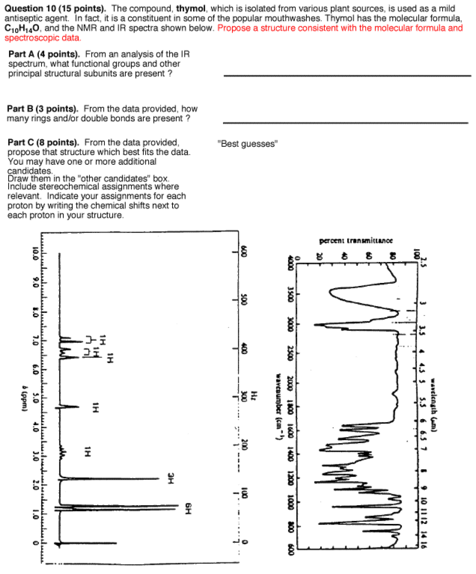 Question 10 (15 points). The compound, thymol, which is isolated from various plant sources, is used as a mild
antiseptic agent. In fact, it is a constituent in some of the popular mouthwashes. Thymol has the molecular formula,
C₁₀H₁₄O, and the NMR and IR spectra shown below. Propose a structure consistent with the molecular formula and
spectroscopic data.
Part A (4 points). From an analysis of the IR
spectrum, what functional groups and other
principal structural subunits are present ?
Part B (3 points). From the data provided, how
many rings and/or double bonds are present ?
Part C (8 points). From the data provided,
propose that structure which best fits the data.
You may have one or more additional
candidates.
Draw them in the "other candidates" box.
Include stereochemical assignments where
relevant. Indicate your assignments for each
proton by writing the chemical shifts next to
each proton in your structure.
"Best guesses"
10.0 9.0 8.0 7.0 6.0 5.0 4.0 3.0 2.0 1.0 0
δ (ppm)
1H
1H
1H
1H
1H
3H
6H
600 500 400 300 200 100 0
Hz
percent transmittance
0 20 40 60 80 100
4000 3500 3000 2500 2000 1800 1600 1400 1200 1000 800 600
wavenumber (cm⁻¹)
2.5 3 3.5 4 4.5 5 5.5 6 6.5 7 8 9 10 11 12 14 16
wavelength (μm)